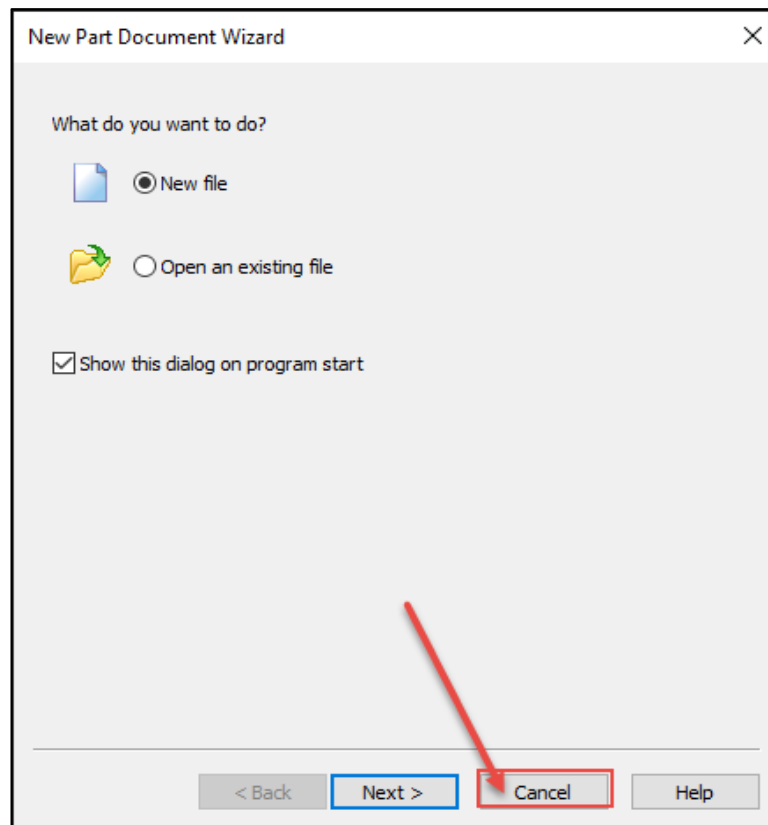 New Part Document Wizard
What do you want to do?
New file
Open an existing file
Show this dialog on program start
< Back Next > Cancel Help